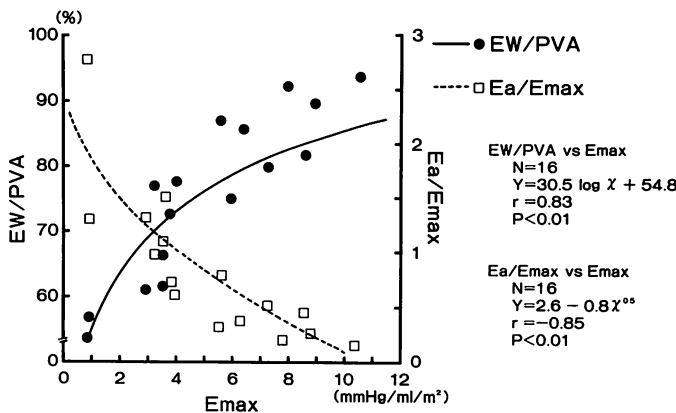 (%)
100
90
80
70
60
0
EW/PVA
0
2
4
6
8
10
12
Emax
(mmHg/ml/m²)
3
2
1
0
Ea/Emax
EW/PVA
Ea/Emax
EW/PVA vs Emax
N=16
Y=30.5 log χ + 54.8
r = 0.83
P<0.01
Ea/Emax vs Emax
N=16
Y=2.6 − 0.8χ⁰⁵
r =−0.85
P<0.01